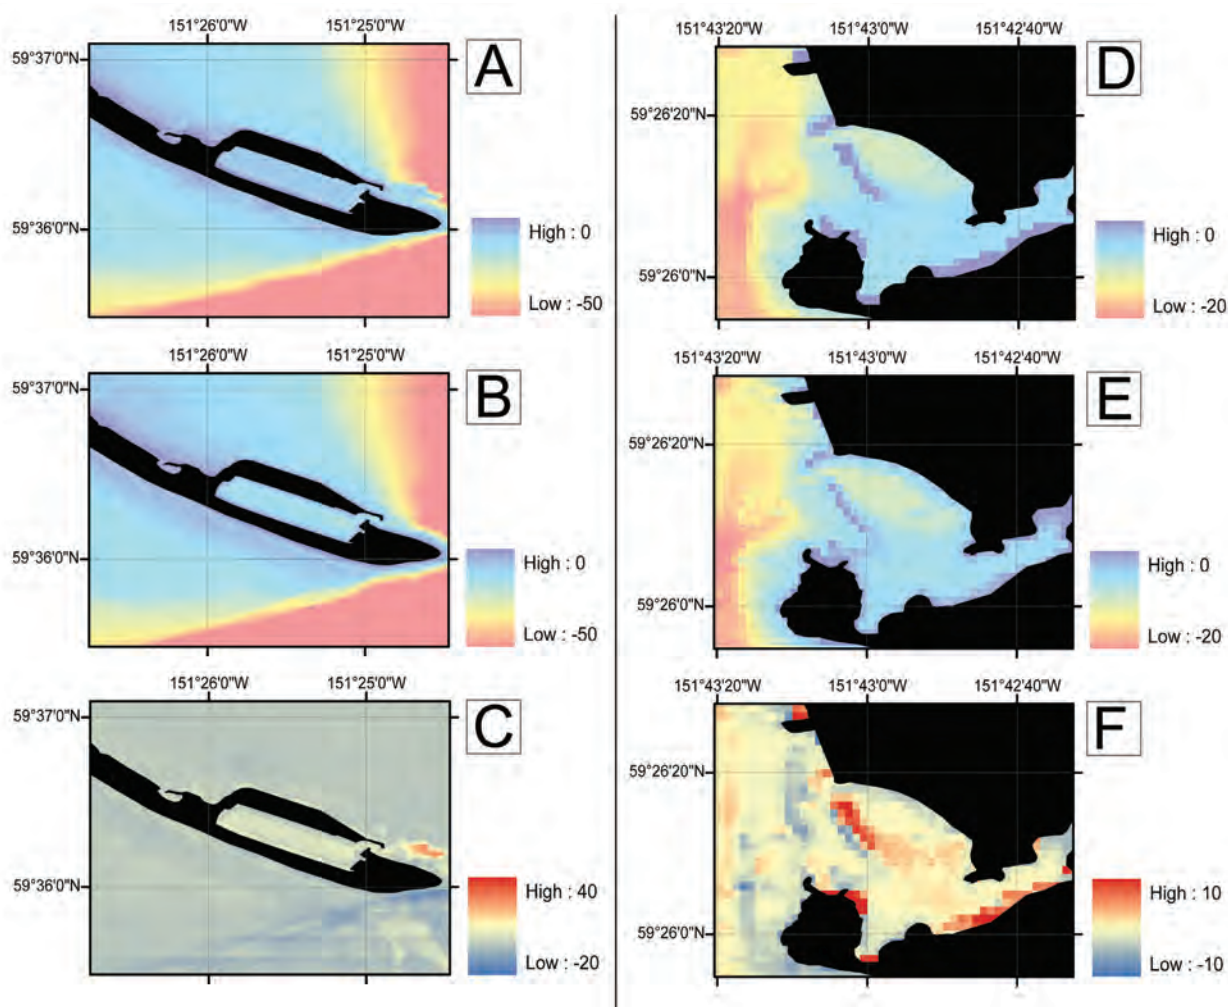 151°26'0"W 151°25'0"W
59°37'0"N
59°36'0"N
A
High : 0
Low : -50
151°26'0"W 151°25'0"W
59°37'0"N
59°36'0"N
B
High : 0
Low : -50
151°26'0"W 151°25'0"W
59°37'0"N
59°36'0"N
C
High : 40
Low : -20
151°43'20"W 151°43'0"W 151°42'40"W
59°26'20"N
59°26'0"N
D
High : 0
Low : -20
151°43'20"W 151°43'0"W 151°42'40"W
59°26'20"N
59°26'0"N
E
High : 0
Low : -20
151°43'20"W 151°43'0"W 151°42'40"W
59°26'20"N
59°26'0"N
F
High : 10
Low : -10